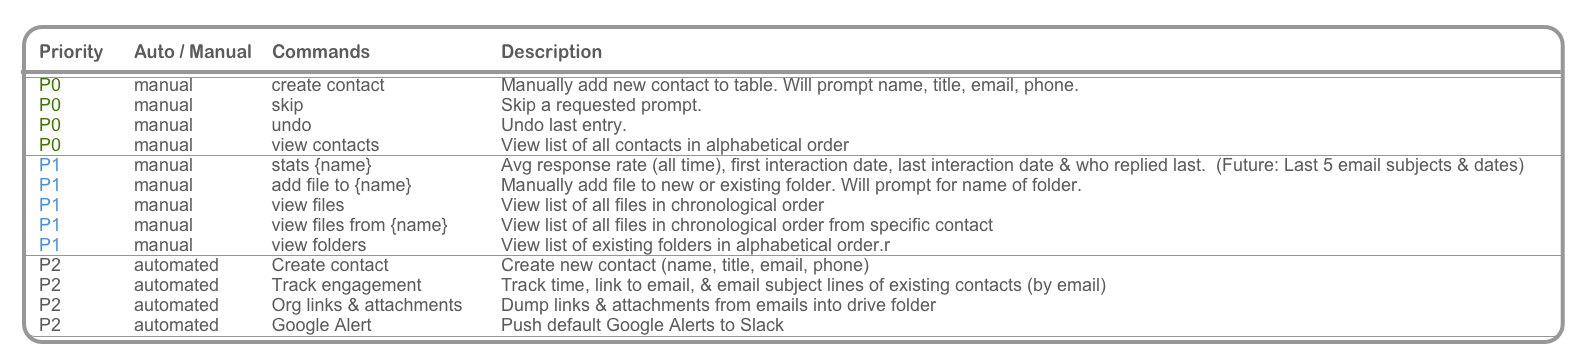 Priority Auto / Manual Commands Description
P0 manual create contact Manually add new contact to table. Will prompt name, title, email, phone.
P0 manual skip Skip a requested prompt.
P0 manual undo Undo last entry.
P0 manual view contacts View list of all contacts in alphabetical order
P1 manual stats {name} Avg response rate (all time), first interaction date, last interaction date & who replied last. (Future: Last 5 email subjects & dates)
P1 manual add file to {name} Manually add file to new or existing folder. Will prompt for name of folder.
P1 manual view files View list of all files in chronological order
P1 manual view files from {name} View list of all files in chronological order from specific contact
P1 manual view folders View list of existing folders in alphabetical order.r
P2 automated Create contact Create new contact (name, title, email, phone)
P2 automated Track engagement Track time, link to email, & email subject lines of existing contacts (by email)
P2 automated Org links & attachments Dump links & attachments from emails into drive folder
P2 automated Google Alert Push default Google Alerts to Slack